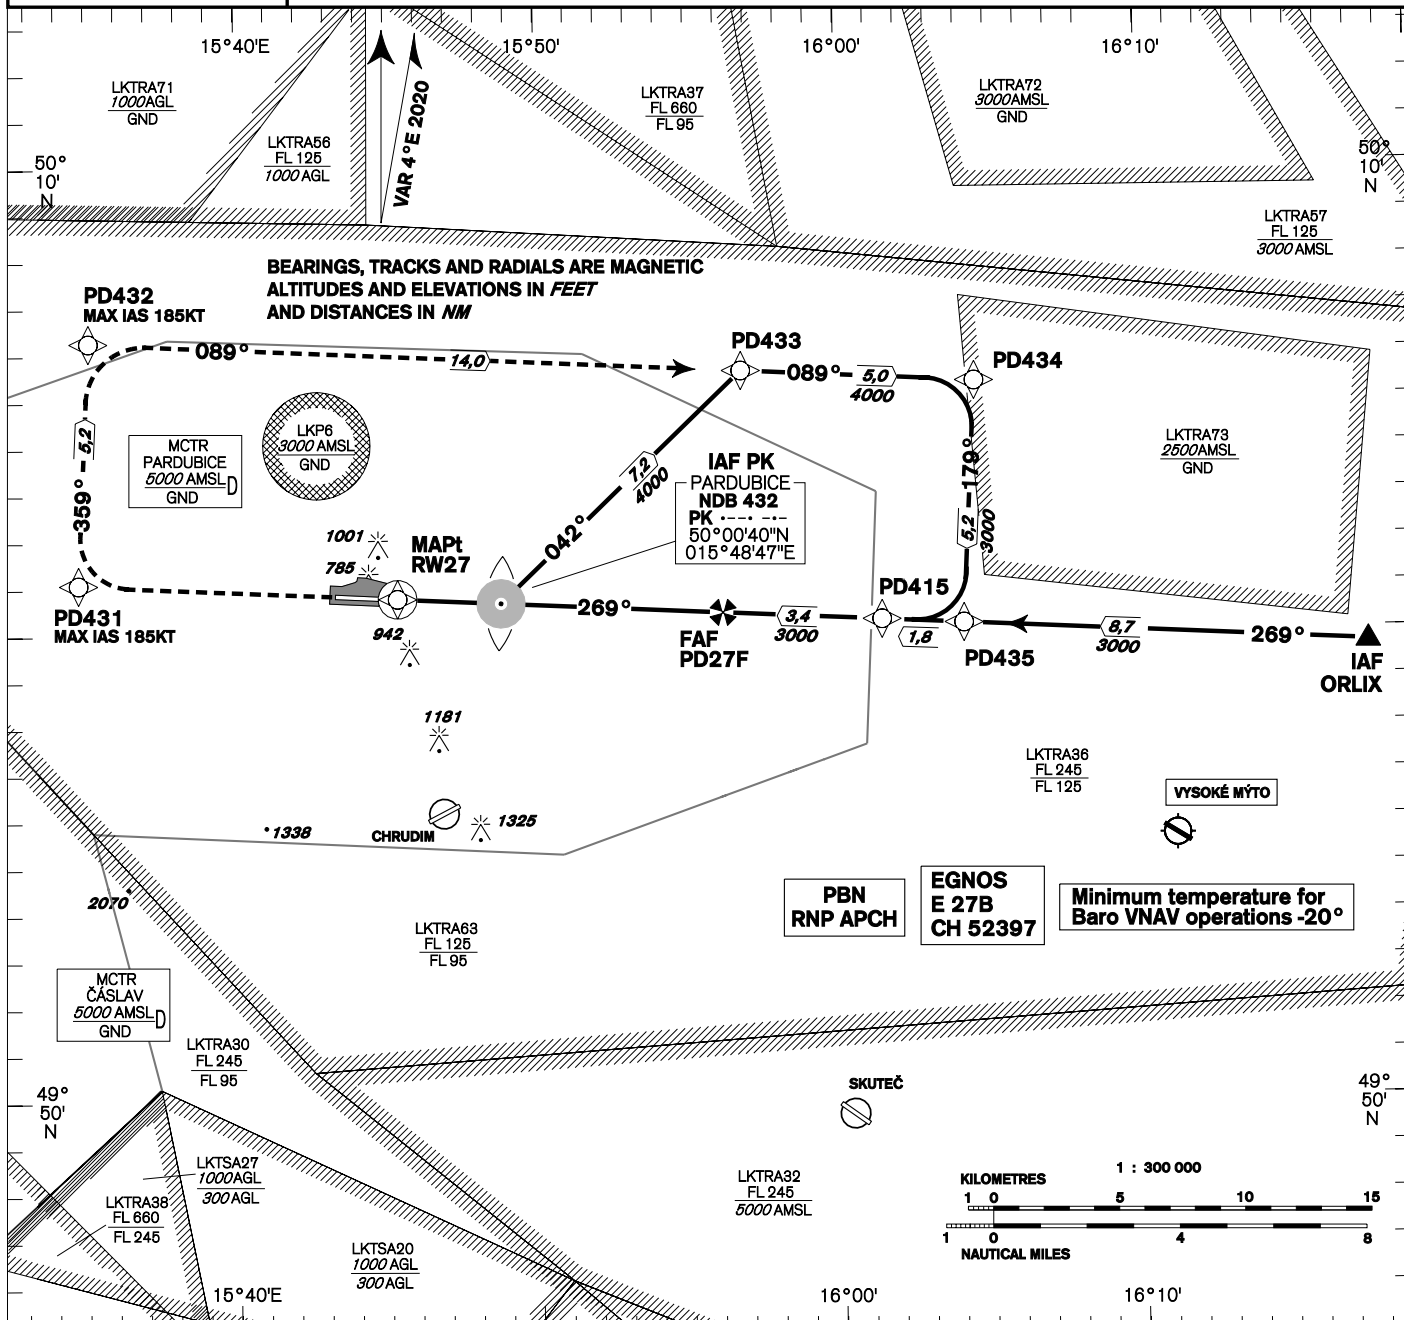 15°40'E
15°50'
16°00'
16°10'
LKTRA71
1000AGL
GND
LKTRA56
FL 125
1000 AGL
VAR 4°E 2020
LKTRA37
FL 660
FL 95
LKTRA72
3000AMSL
GND
50°
10'
N
50°
10'
N
LKTRA57
FL 125
3000 AMSL
BEARINGS, TRACKS AND RADIALS ARE MAGNETIC
ALTITUDES AND ELEVATIONS IN FEET
AND DISTANCES IN NM
PD432
MAX IAS 185KT
089°
14,0
PD433
089°
5,0
4000
PD434
5,2
359°
MCTR
PARDUBICE
5000 AMSL
GND
D
LKP6
3000 AMSL
GND
7,2
4000
042°
IAF PK
PARDUBICE
NDB 432
PK ·--· -·-
50°00'40"N
015°48'47"E
179°
5,2
3000
LKTRA73
2500AMSL
GND
1001
785
MAPt
RW27
PD431
MAX IAS 185KT
942
269°
FAF
PD27F
3,4
3000
PD415
1,8
PD435
8,7
3000
269°
IAF
ORLIX
1181
LKTRA36
FL 245
FL 125
VYSOKÉ MÝTO
1338
CHRUDIM
1325
2070
PBN
RNP APCH
EGNOS
E 27B
CH 52397
Minimum temperature for
Baro VNAV operations -20°
LKTRA63
FL 125
FL 95
MCTR
ČÁSLAV
5000 AMSL
GND
D
LKTRA30
FL 245
FL 95
49°
50'
N
SKUTEČ
49°
50'
N
LKTSA27
1000AGL
300 AGL
LKTRA38
FL 660
FL 245
LKTSA20
1000 AGL
300 AGL
LKTRA32
FL 245
5000 AMSL
1 : 300 000
KILOMETRES
1 0 5 10 15
1 0 4 8
NAUTICAL MILES
15°40'E
16°00'
16°10'